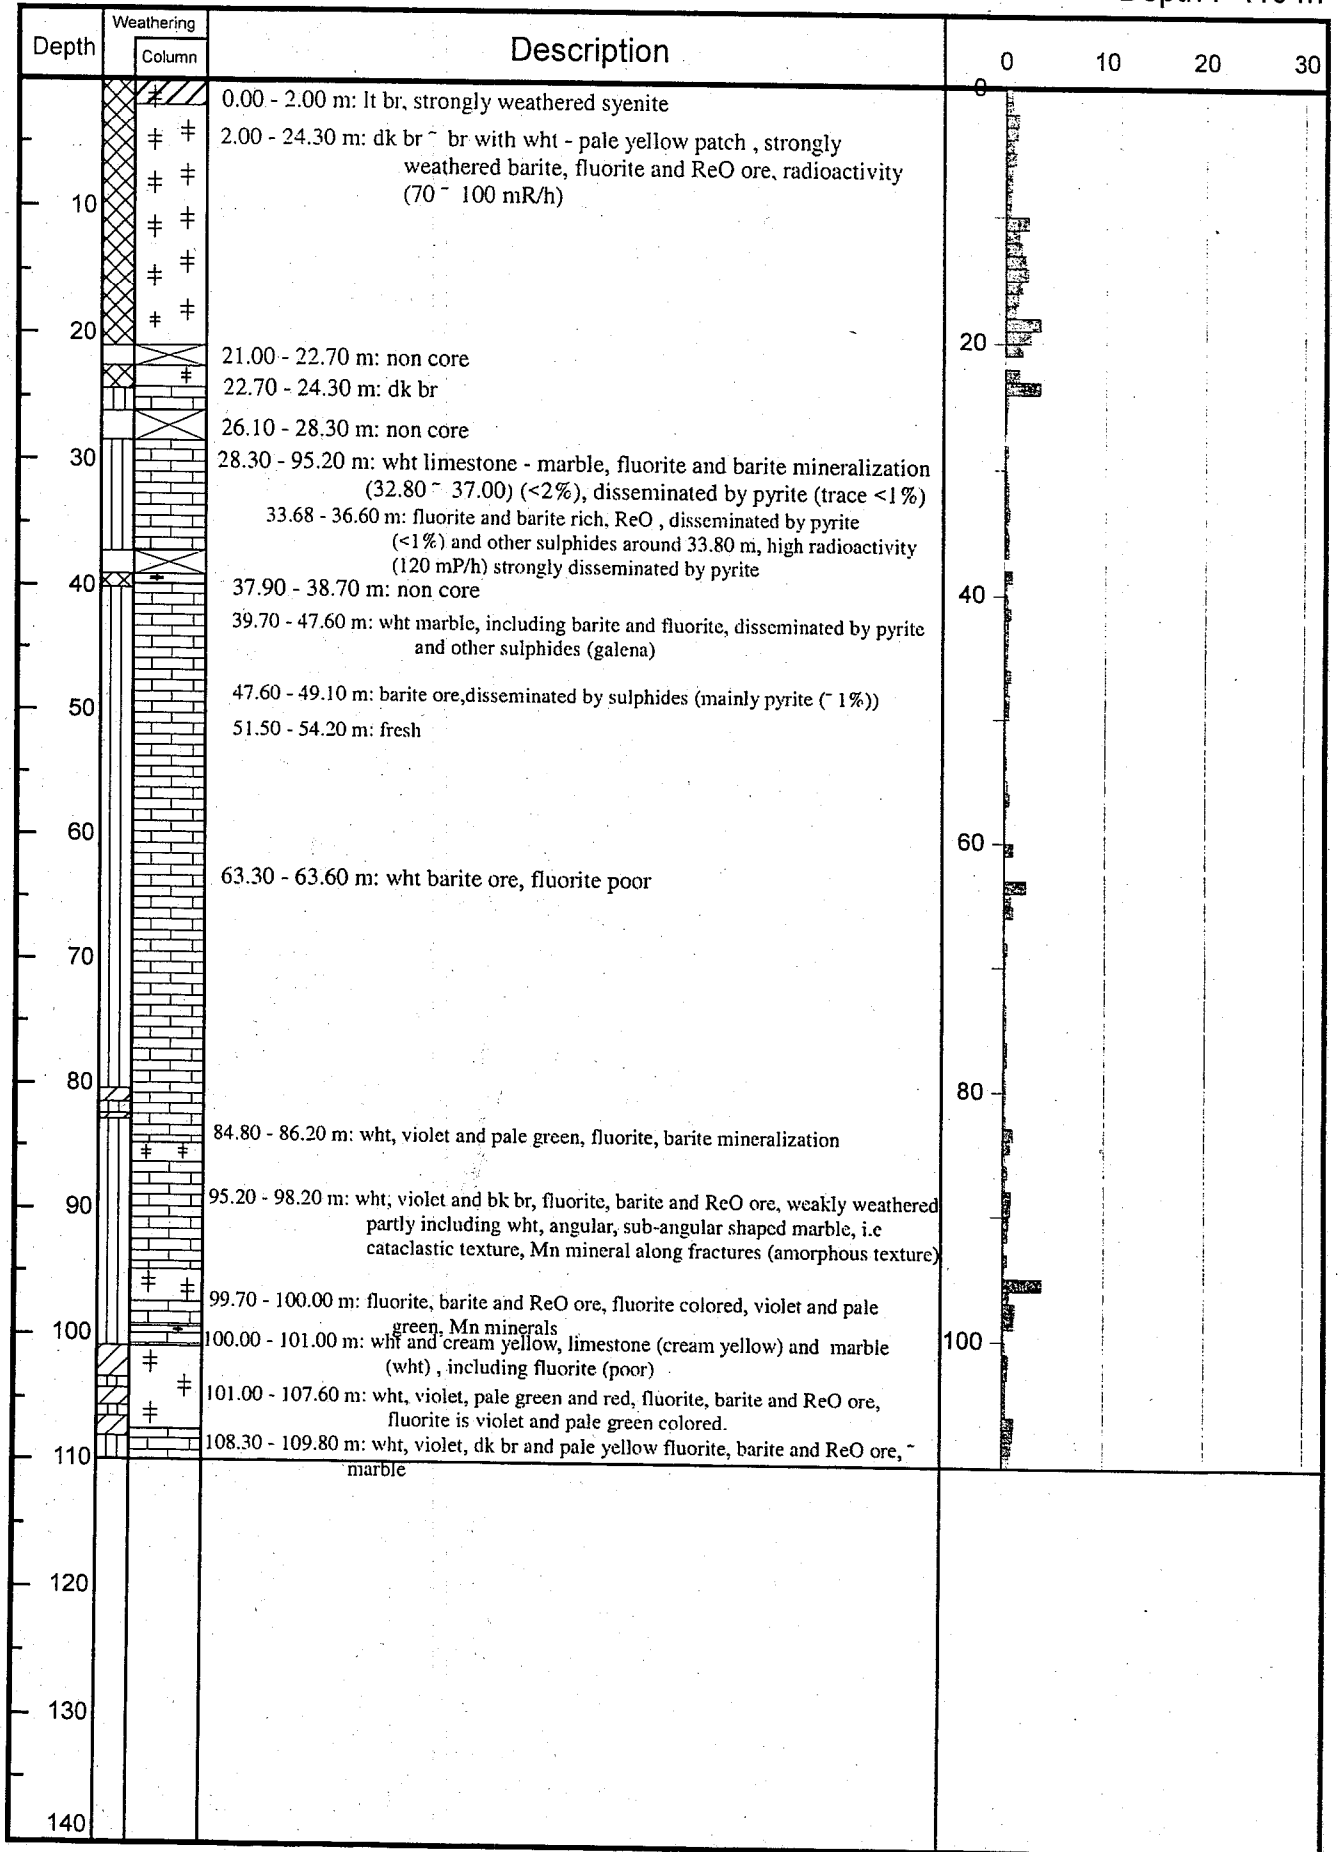 Weathering
Depth
Column
Description
0 10 20 30
0
0.00 - 2.00 m: lt br, strongly weathered syenite
2.00 - 24.30 m: dk br ~ br with wht - pale yellow patch , strongly
weathered barite, fluorite and ReO ore, radioactivity
(70 ~ 100 mR/h)
10
20
20
21.00 - 22.70 m: non core
22.70 - 24.30 m: dk br
26.10 - 28.30 m: non core
30
28.30 - 95.20 m: wht limestone - marble, fluorite and barite mineralization
(32.80 ~ 37.00) (<2%), disseminated by pyrite (trace <1%)
33.68 - 36.60 m: fluorite and barite rich, ReO , disseminated by pyrite
(<1%) and other sulphides around 33.80 m, high radioactivity
(120 mP/h) strongly disseminated by pyrite
40
37.90 - 38.70 m: non core
40
39.70 - 47.60 m: wht marble, including barite and fluorite, disseminated by pyrite
and other sulphides (galena)
47.60 - 49.10 m: barite ore,disseminated by sulphides (mainly pyrite (~ 1%))
50
51.50 - 54.20 m: fresh
60
60
63.30 - 63.60 m: wht barite ore, fluorite poor
70
80
80
84.80 - 86.20 m: wht, violet and pale green, fluorite, barite mineralization
90
95.20 - 98.20 m: wht, violet and bk br, fluorite, barite and ReO ore, weakly weathered
partly including wht, angular, sub-angular shaped marble, i.e
cataclastic texture, Mn mineral along fractures (amorphous texture)
99.70 - 100.00 m: fluorite, barite and ReO ore, fluorite colored, violet and pale
green, Mn minerals
100
100
100.00 - 101.00 m: wht and cream yellow, limestone (cream yellow) and marble
(wht) , including fluorite (poor)
101.00 - 107.60 m: wht, violet, pale green and red, fluorite, barite and ReO ore,
fluorite is violet and pale green colored.
110
108.30 - 109.80 m: wht, violet, dk br and pale yellow fluorite, barite and ReO ore, ~
marble
120
130
140